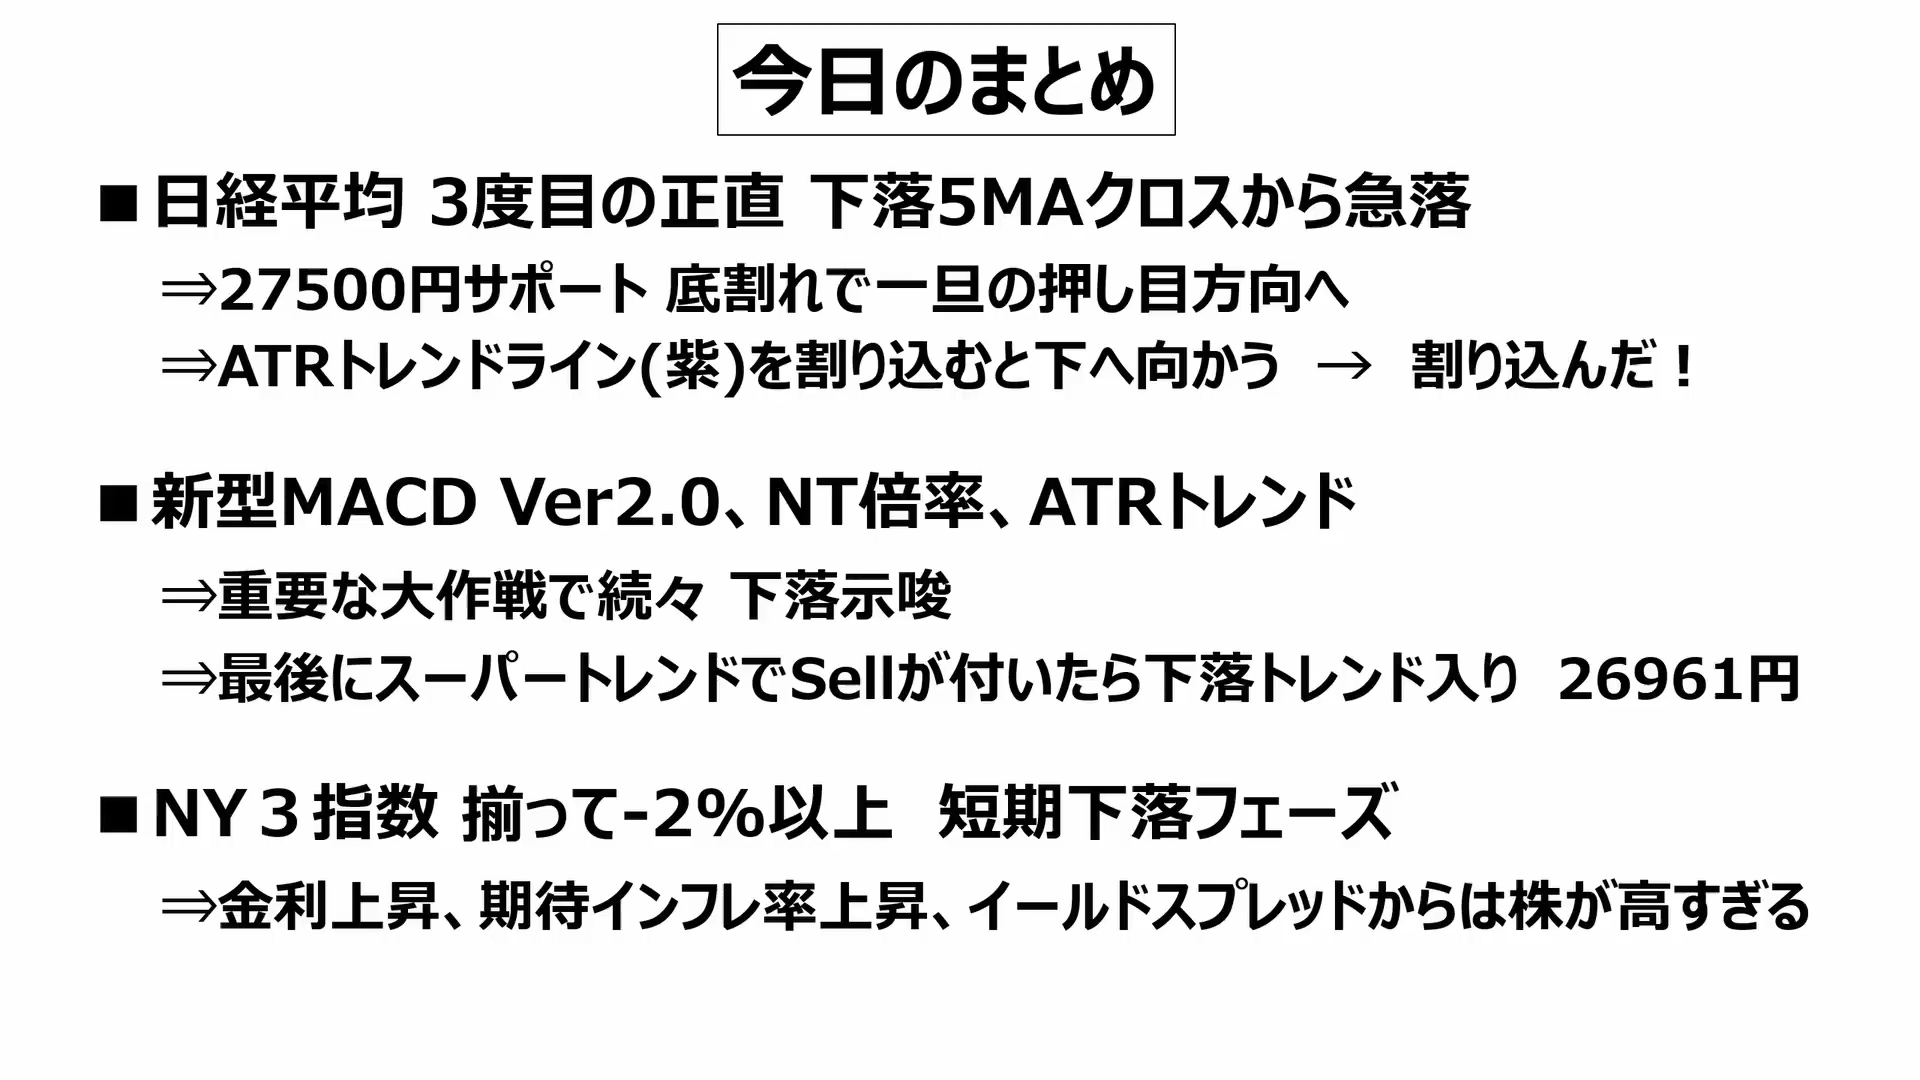 今日のまとめ
■日経平均 3度目の正直 下落5MAクロスから急落
⇒27500円サポート 底割れで一旦の押し目方向へ
⇒ATRトレンドライン(紫)を割り込むと下へ向かう → 割り込んだ！
■新型MACD Ver2.0、NT倍率、ATRトレンド
⇒重要な大作戦で続々 下落示唆
⇒最後にスーパートレンドでSellが付いたら下落トレンド入り 26961円
■NY３指数 揃って-2%以上 短期下落フェーズ
⇒金利上昇、期待インフレ率上昇、イールドスプレッドからは株が高すぎる